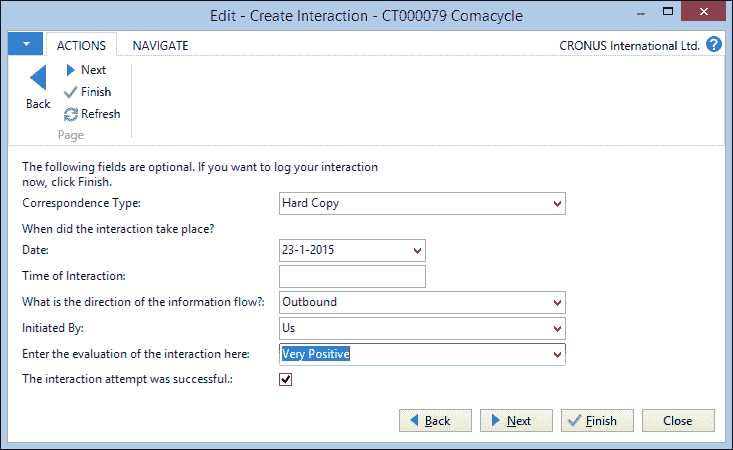 Edit - Create Interaction - CT000079 Comacycle
ACTIONS NAVIGATE CRONUS International Ltd. ?
Back
Next
Finish
Refresh
Page
The following fields are optional. If you want to log your interaction
now, click Finish.
Correspondence Type: Hard Copy
When did the interaction take place?
Date: 23-1-2015
Time of Interaction:
What is the direction of the information flow?: Outbound
Initiated By: Us
Enter the evaluation of the interaction here: Very Positive
The interaction attempt was successful.:
Back Next Finish Close